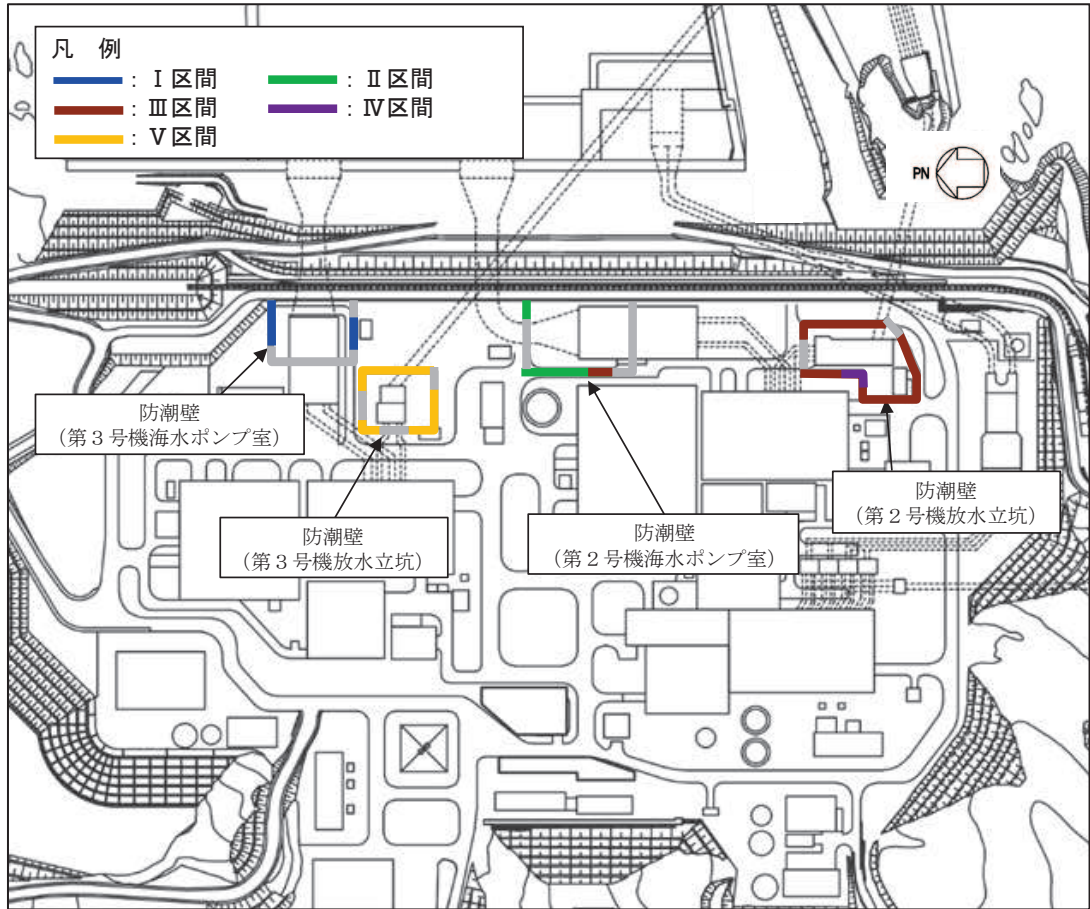 凡 例
：Ⅰ区間
：Ⅱ区間
：Ⅲ区間
：Ⅳ区間
：Ⅴ区間
PN
防潮壁
（第３号機海水ポンプ室）
防潮壁
（第３号機放水立坑）
防潮壁
（第２号機海水ポンプ室）
防潮壁
（第２号機放水立坑）